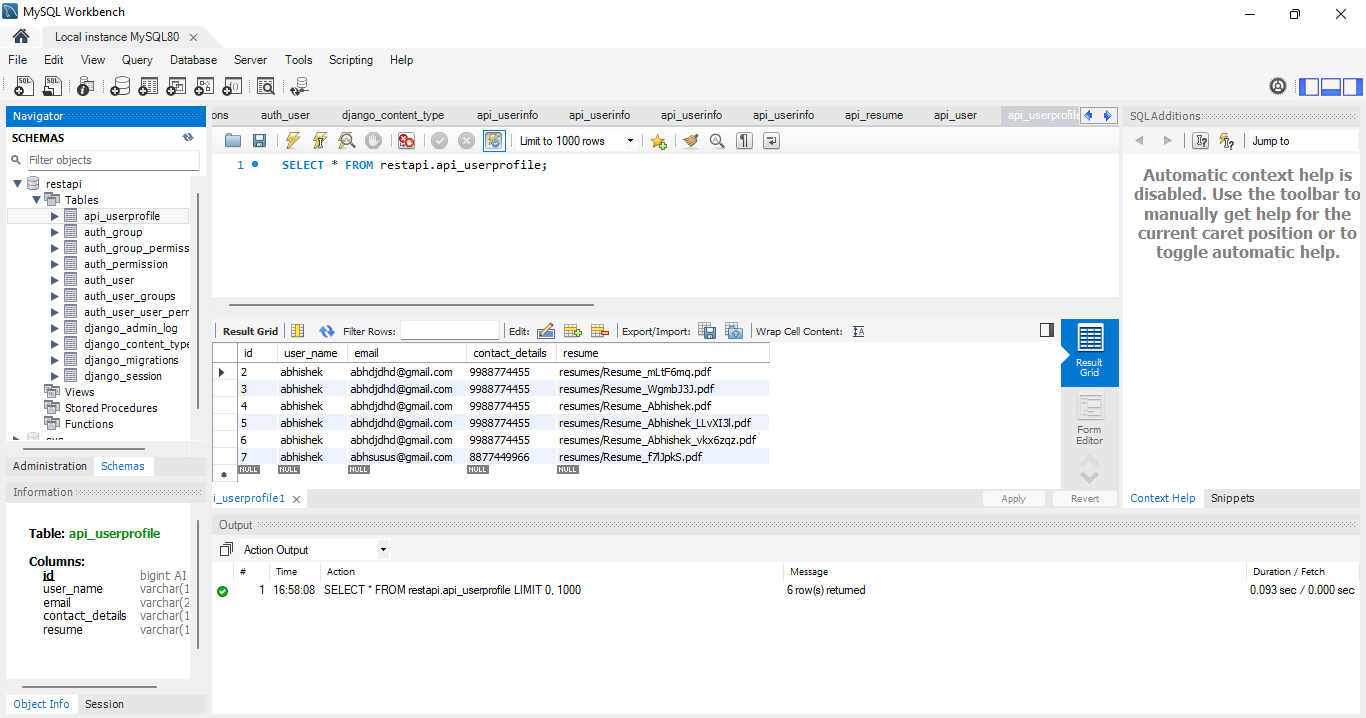 MySQL Workbench
Local instance MySQL80
File Edit View Query Database Server Tools Scripting Help
Navigator
SCHEMAS
Filter objects
restapi
Tables
api_userprofile
auth_group
auth_group_permiss
auth_permission
auth_user
auth_user_groups
auth_user_user_perr
django_admin_log
django_content_type
django_migrations
django_session
Views
Stored Procedures
Functions
Administration Schemas
Information
Table: api_userprofile
Columns:
id bigint AI
user_name varchar(1
email varchar(2
contact_details varchar(1
resume varchar(1
Object Info Session
ons auth_user django_content_type api_userinfo api_userinfo api_userinfo api_userinfo api_resume api_user api_userprofile
Limit to 1000 rows
1 SELECT * FROM restapi.api_userprofile;
Result Grid Filter Rows: Edit: Export/Import: Wrap Cell Content:
id user_name email contact_details resume
2 abhishek abhdjdhd@gmail.com 9988774455 resumes/Resume_mLtF6mq.pdf
3 abhishek abhdjdhd@gmail.com 9988774455 resumes/Resume_WgmbJ3J.pdf
4 abhishek abhdjdhd@gmail.com 9988774455 resumes/Resume_Abhishek.pdf
5 abhishek abhdjdhd@gmail.com 9988774455 resumes/Resume_Abhishek_LLvXI3l.pdf
6 abhishek abhdjdhd@gmail.com 9988774455 resumes/Resume_Abhishek_vkx6zqz.pdf
7 abhishek abhsusus@gmail.com 8877449966 resumes/Resume_f7lJpkS.pdf
NULL NULL NULL NULL NULL
Result
Grid
Form
Editor
i_userprofile1 Apply Revert
SQLAdditions
Jump to
Automatic context help is
disabled. Use the toolbar to
manually get help for the
current caret position or to
toggle automatic help.
Context Help Snippets
Output
Action Output
# Time Action Message Duration / Fetch
1 16:58:08 SELECT * FROM restapi.api_userprofile LIMIT 0, 1000 6 row(s) returned 0.093 sec / 0.000 sec